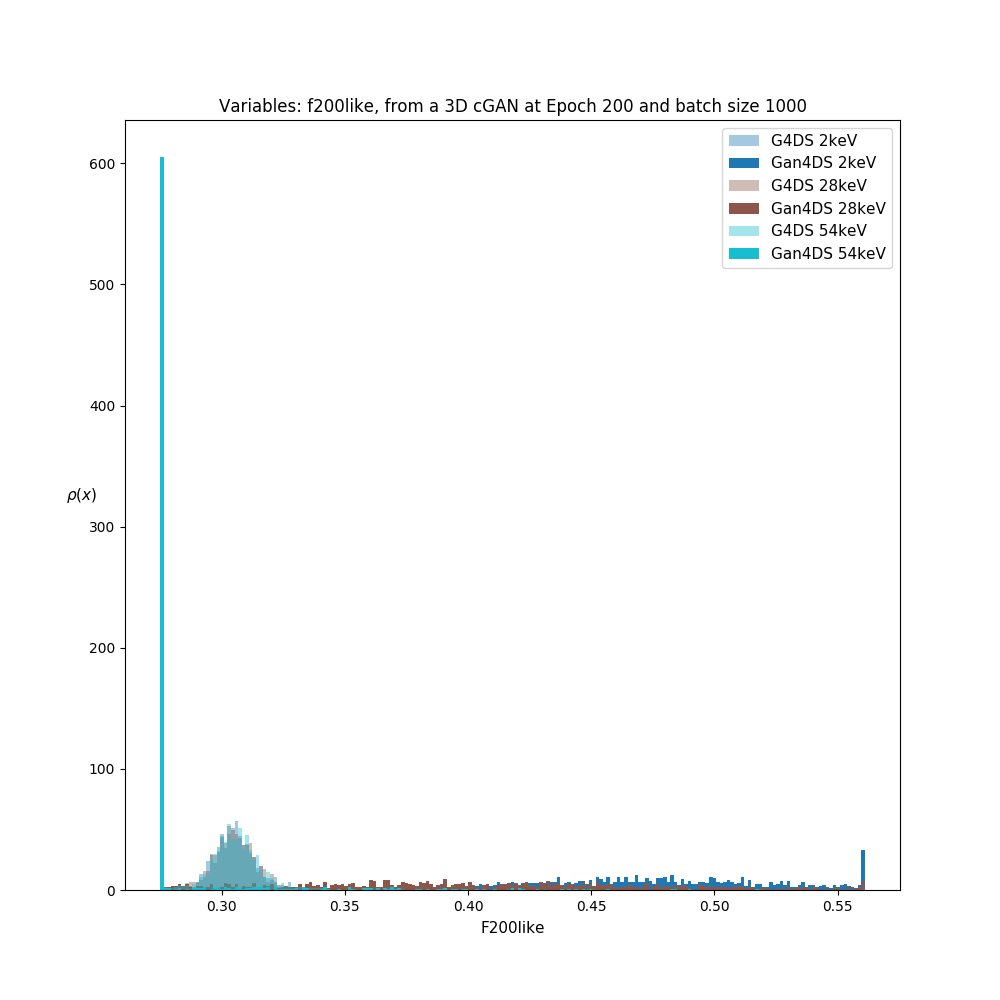 Variables: f200like, from a 3D cGAN at Epoch 200 and batch size 1000
G4DS 2keV
Gan4DS 2keV
G4DS 28keV
Gan4DS 28keV
G4DS 54keV
Gan4DS 54keV
600
500
400
300
200
100
0
ρ(x)
0.30 0.35 0.40 0.45 0.50 0.55
F200like